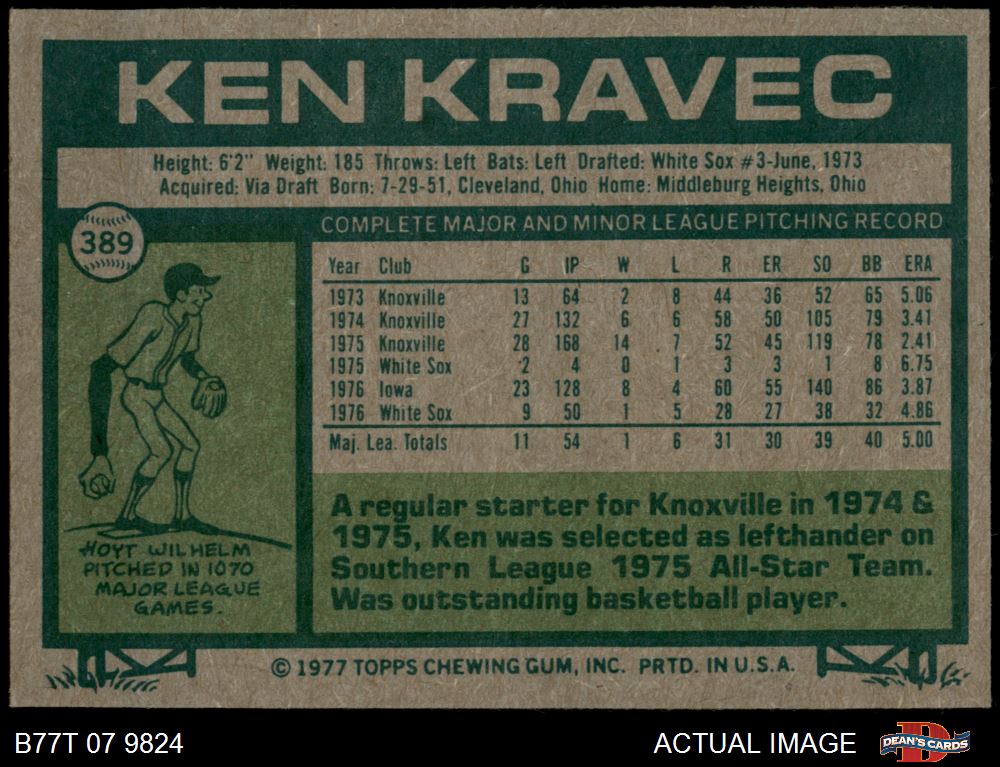 KEN KRAVEC
Height: 6'2" Weight: 185 Throws: Left Bats: Left Drafted: White Sox #3-June, 1973
Acquired: Via Draft Born: 7-29-51, Cleveland, Ohio Home: Middleburg Heights, Ohio
389
COMPLETE MAJOR AND MINOR LEAGUE PITCHING RECORD
Year Club G IP W L R ER SO BB ERA
1973 Knoxville 13 64 2 8 44 36 52 65 5.06
1974 Knoxville 27 132 6 6 58 50 105 79 3.41
1975 Knoxville 28 168 14 7 52 45 119 78 2.41
1975 White Sox 2 4 0 1 3 3 1 8 6.75
1976 Iowa 23 128 8 4 60 55 140 86 3.87
1976 White Sox 9 50 1 5 28 27 38 32 4.86
Maj. Lea. Totals 11 54 1 6 31 30 39 40 5.00
HOYT WILHELM
PITCHED IN 1070
MAJOR LEAGUE
GAMES.
A regular starter for Knoxville in 1974 &
1975, Ken was selected as lefthander on
Southern League 1975 All-Star Team.
Was outstanding basketball player.
© 1977 TOPPS CHEWING GUM, INC. PRTD. IN U.S.A.
B77T 07 9824
ACTUAL IMAGE
D
DEAN'S CARDS